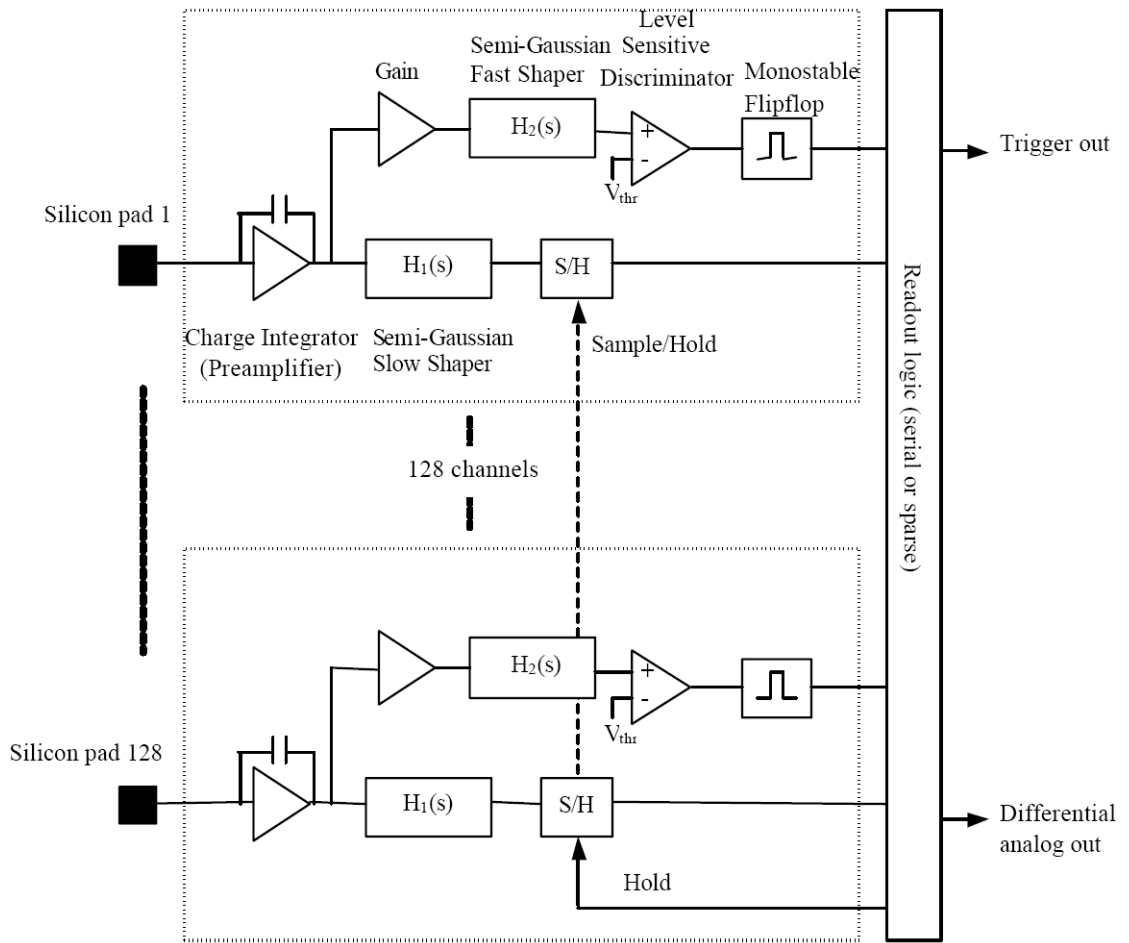 Level
Semi-Gaussian Sensitive
Gain Fast Shaper Discriminator Monostable
Flipflop
H2(s)
+
-
Vthr
Trigger out
Silicon pad 1
H1(s)
S/H
Charge Integrator
(Preamplifier)
Semi-Gaussian
Slow Shaper
Sample/Hold
Readout logic (serial or sparse)
128 channels
H2(s)
+
-
Vthr
Silicon pad 128
H1(s)
S/H
Differential
analog out
Hold